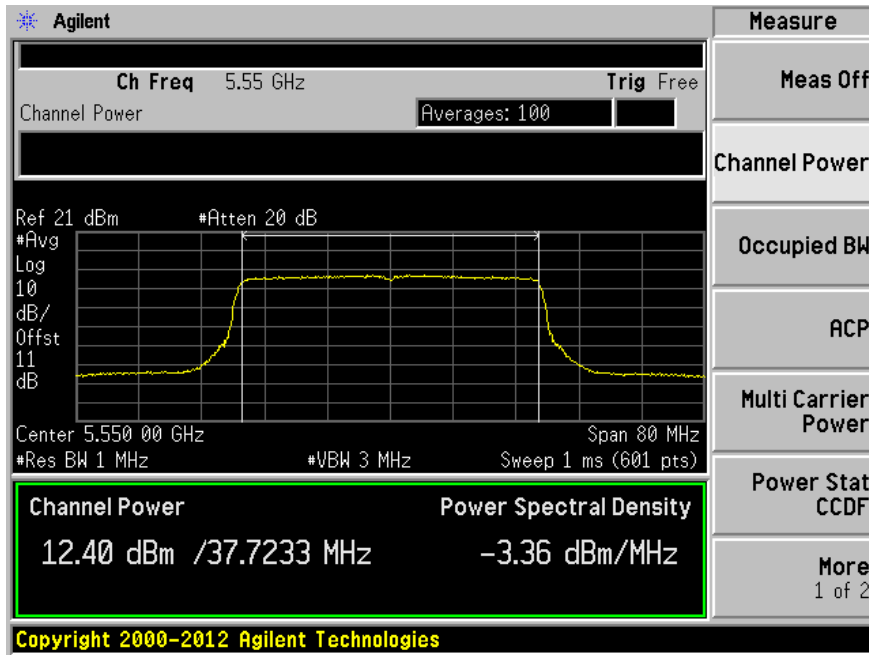 Agilent
Measure
Ch Freq 5.55 GHz Trig Free
Channel Power Averages: 100
Meas Off
Channel Power
Occupied BW
ACP
Multi Carrier
Power
Power Stat
CCDF
More
1 of 2
Ref 21 dBm #Atten 20 dB
#Avg
Log
10
dB/
Offst
11
dB
Center 5.550 00 GHz Span 80 MHz
#Res BW 1 MHz #VBW 3 MHz Sweep 1 ms (601 pts)
Channel Power Power Spectral Density
12.40 dBm /37.7233 MHz -3.36 dBm/MHz
Copyright 2000-2012 Agilent Technologies